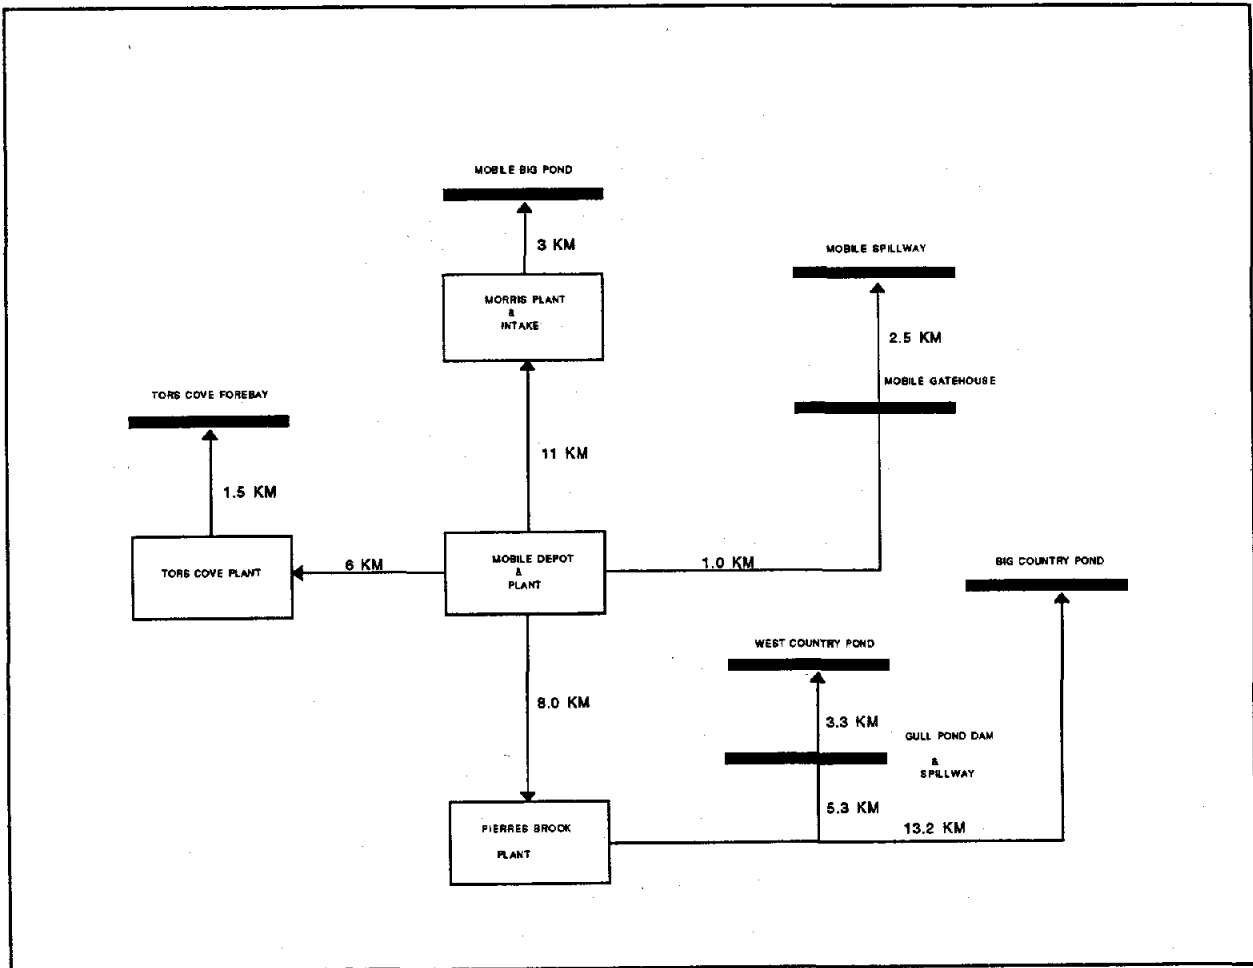 MOBILE BIG POND
3 KM
MORRIS PLANT
&
INTAKE
MOBILE SPILLWAY
2.5 KM
MOBILE GATEHOUSE
TORS COVE FOREBAY
1.5 KM
11 KM
TORS COVE PLANT
6 KM
MOBILE DEPOT
&
PLANT
1.0 KM
BIG COUNTRY POND
WEST COUNTRY POND
8.0 KM
3.3 KM
GULL POND DAM
&
SPILLWAY
5.3 KM
13.2 KM
PIERRES BROOK
PLANT